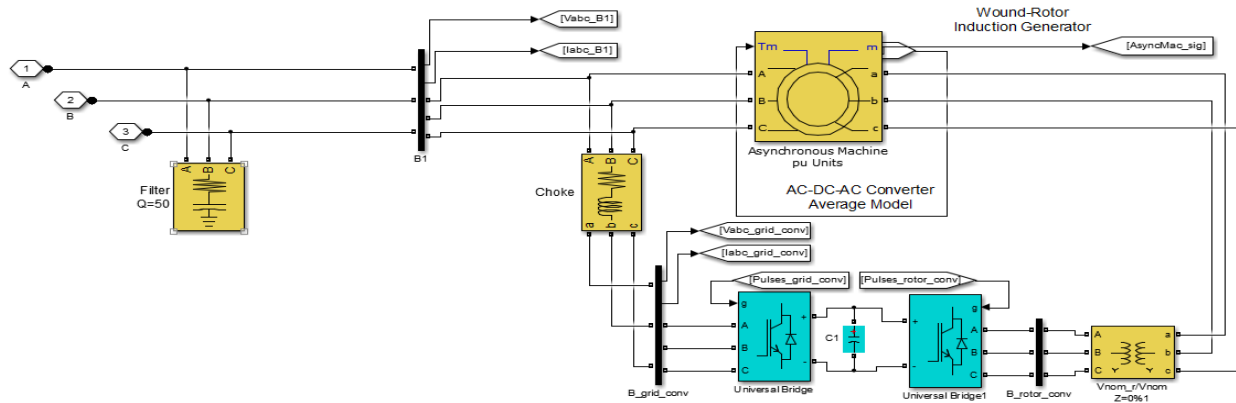 [Vabc_B1]
[Iabc_B1]
B1
1
A
2
B
3
C
A B C
Filter
Q=50
Wound-Rotor
Induction Generator
Tm
m
[AsyncMac_sig]
A
a
B
b
C
c
Asynchronous Machine
pu Units
AC-DC-AC Converter
Average Model
A B C
Choke
a b c
[Vabc_grid_conv]
[Iabc_grid_conv]
[Pulses_grid_conv]
[Pulses_rotor_conv]
g
A
B
C
+
-
Universal Bridge
C1
g
+
-
A
B
C
Universal Bridge1
B_grid_conv
B_rotor_conv
A
a
B
b
C
c
Y Y
Vnom_r/Vnom
Z=0%1